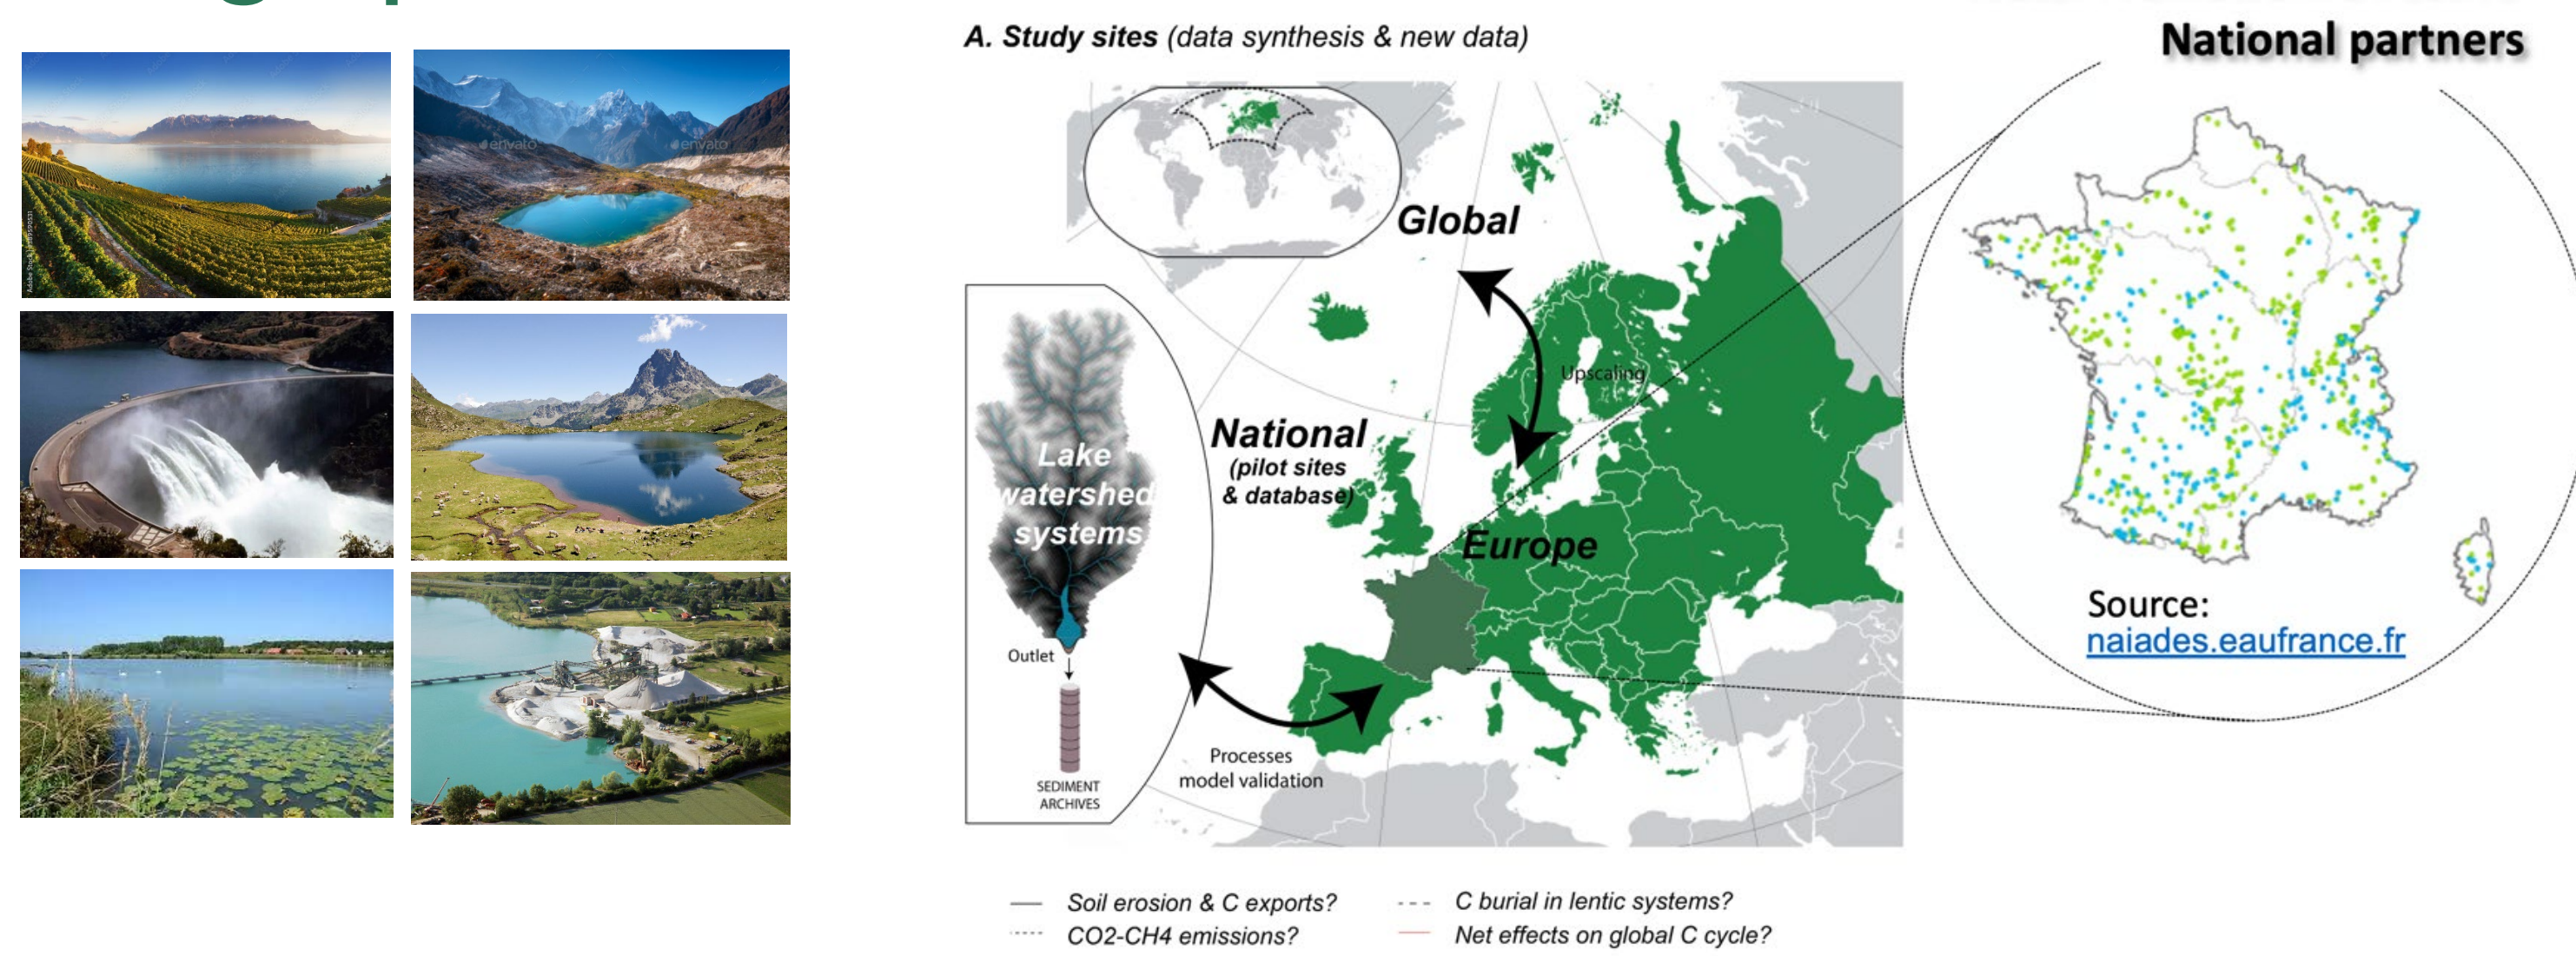 A. Study sites (data synthesis & new data)
National partners
envato
envato
Global
Upscaling
National
(pilot sites
& database)
Lake
watershed
systems
Europe
Outlet
SEDIMENT
ARCHIVES
Processes
model validation
Source:
naiades.eaufrance.fr
Soil erosion & C exports?
C burial in lentic systems?
CO2-CH4 emissions?
Net effects on global C cycle?